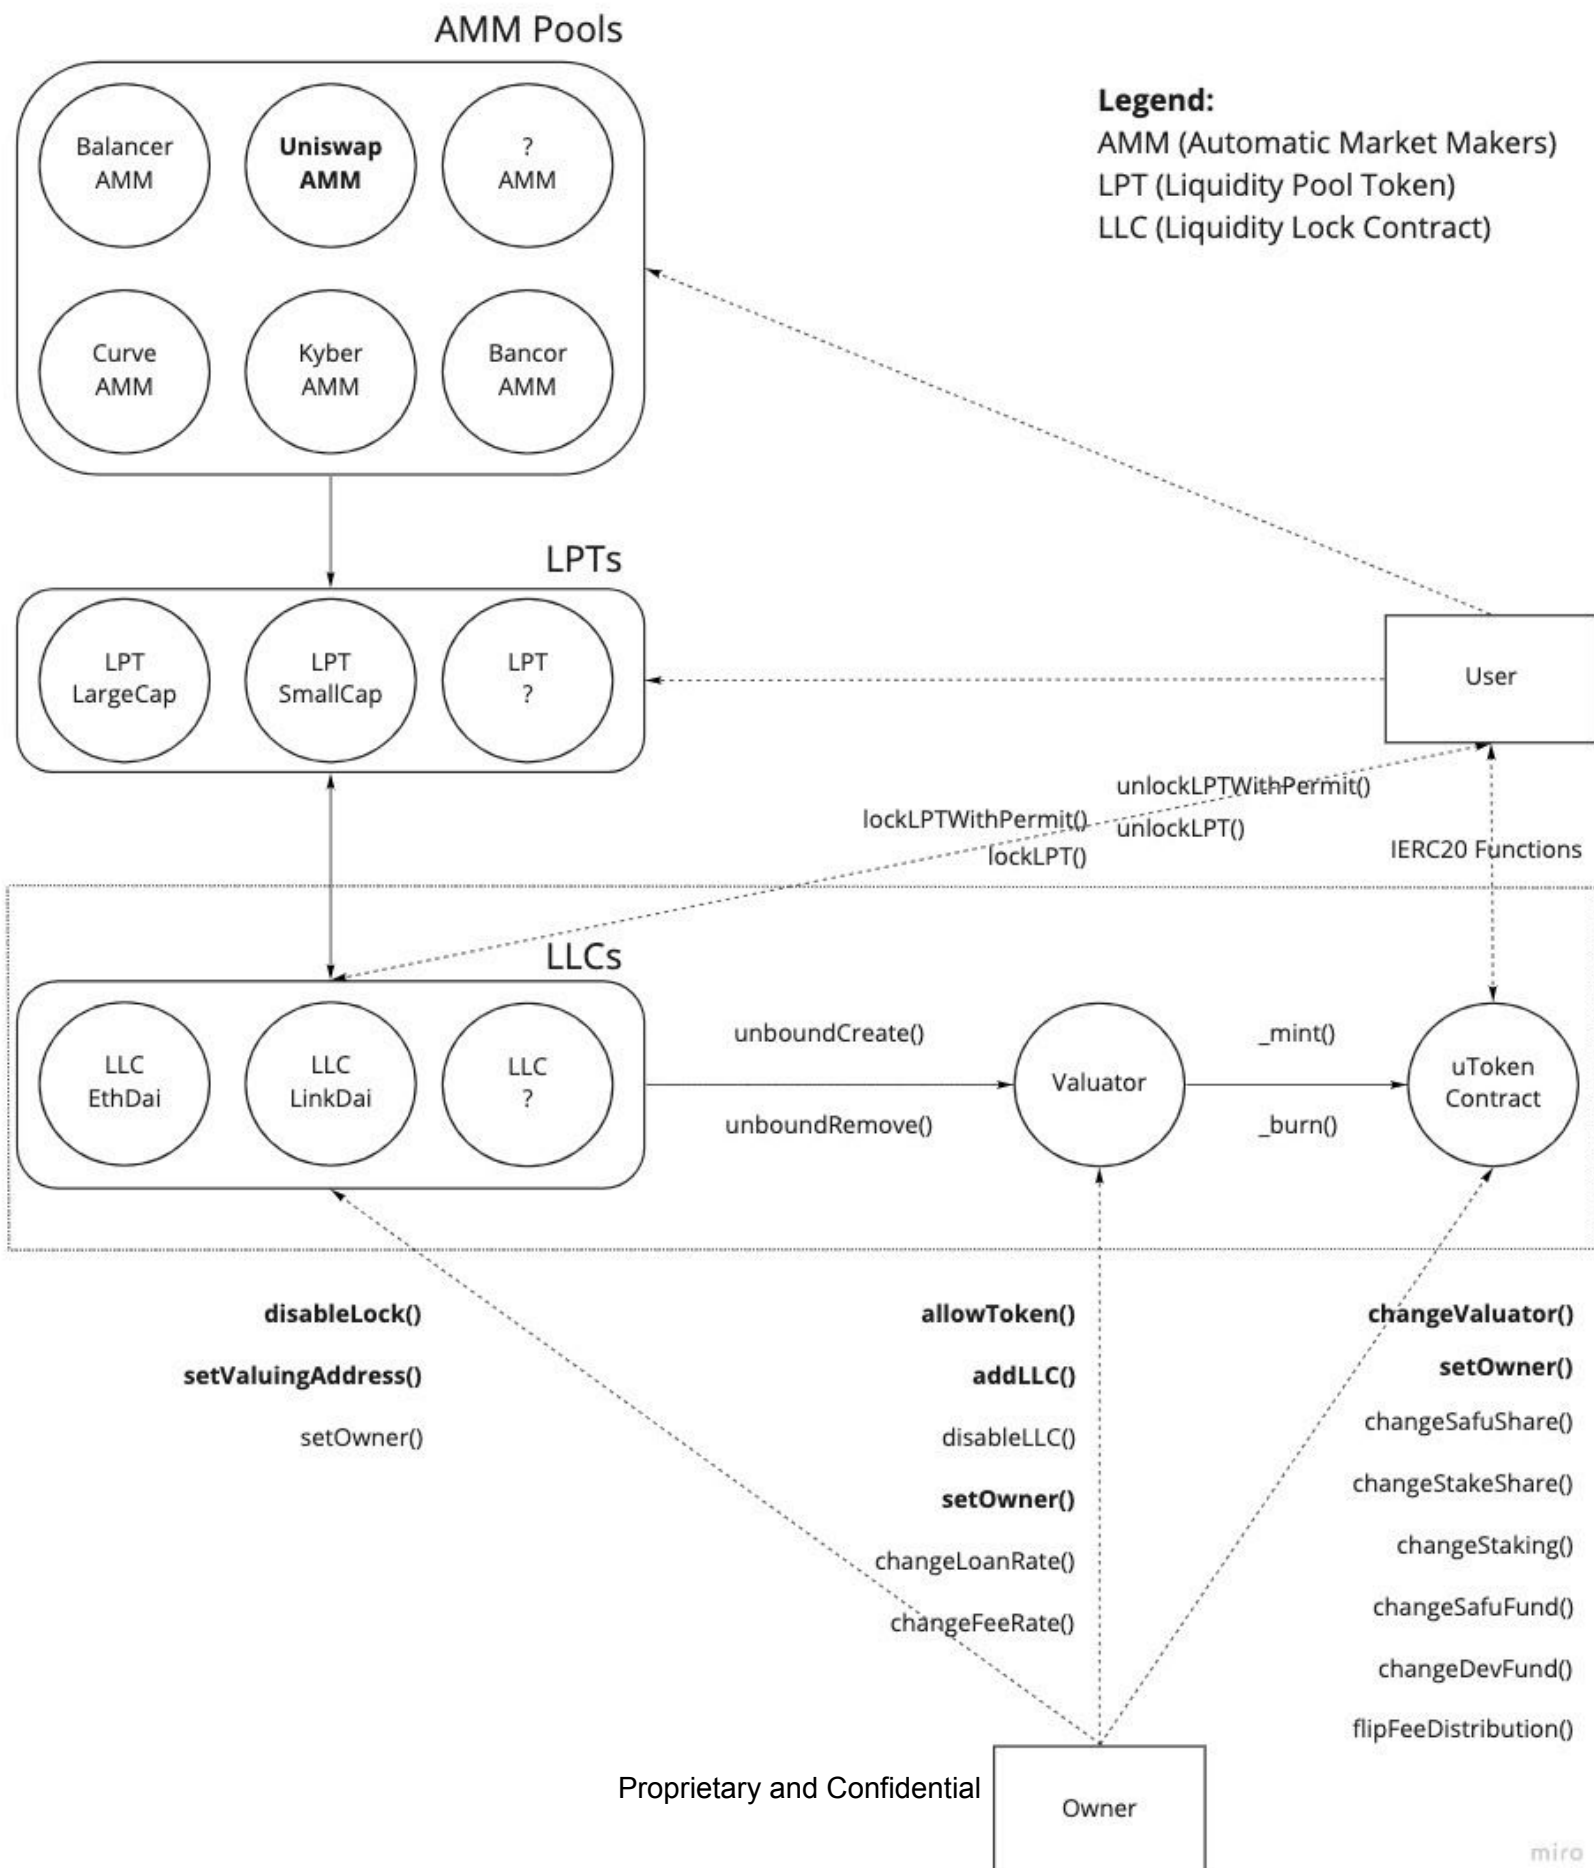 AMM Pools
Balancer
AMM
Uniswap
AMM
?
AMM
Legend:
AMM (Automatic Market Makers)
LPT (Liquidity Pool Token)
LLC (Liquidity Lock Contract)
Curve
AMM
Kyber
AMM
Bancor
AMM
LPTs
LPT
LargeCap
LPT
SmallCap
LPT
?
User
unlockLPTWithPermit()
lockLPTWithPermit()
unlockLPT()
lockLPT()
IERC20 Functions
LLCs
LLC
EthDai
LLC
LinkDai
LLC
?
unboundCreate()
unboundRemove()
Valuator
_mint()
_burn()
uToken
Contract
disableLock()
setValuingAddress()
setOwner()
allowToken()
addLLC()
disableLLC()
setOwner()
changeLoanRate()
changeFeeRate()
changeValuator()
setOwner()
changeSafuShare()
changeStakeShare()
changeStaking()
changeSafuFund()
changeDevFund()
flipFeeDistribution()
Proprietary and Confidential
Owner
miro